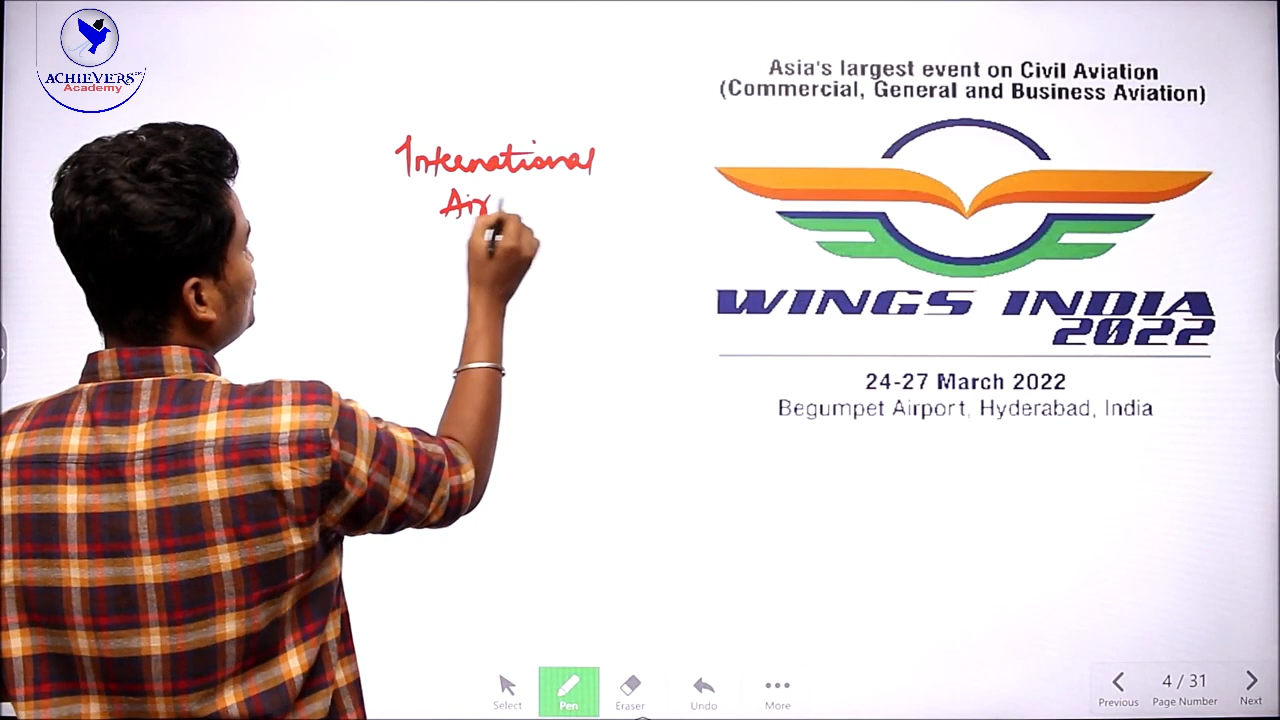 ACHIEVERS
Academy
International
Air
Asia's largest event on Civil Aviation
(Commercial, General and Business Aviation)
WINGS INDIA
2022
24-27 March 2022
Begumpet Airport, Hyderabad, India
Select
Pen
Eraser
Undo
More
Previous
4 / 31
Page Number
Next